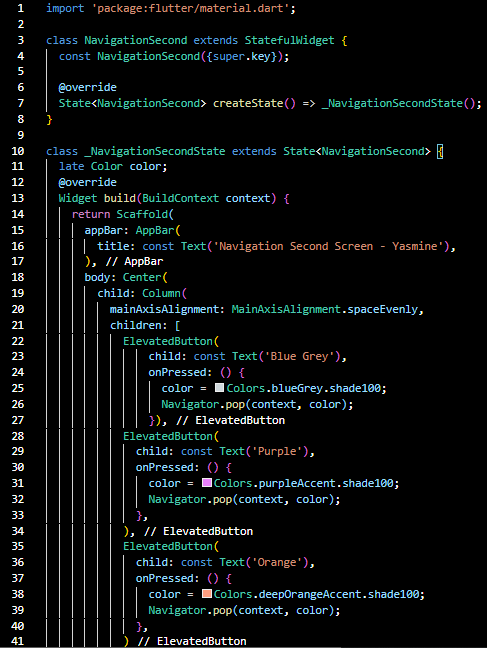 1 import 'package:flutter/material.dart';
2
3 class NavigationSecond extends StatefulWidget {
4   const NavigationSecond({super.key});
5
6   @override
7   State<NavigationSecond> createState() => _NavigationSecondState();
8 }
9
10 class _NavigationSecondState extends State<NavigationSecond> {
11   late Color color;
12   @override
13   Widget build(BuildContext context) {
14     return Scaffold(
15       appBar: AppBar(
16         title: const Text('Navigation Second Screen - Yasmine'),
17       ), // AppBar
18       body: Center(
19         child: Column(
20           mainAxisAlignment: MainAxisAlignment.spaceEvenly,
21           children: [
22             ElevatedButton(
23                 child: const Text('Blue Grey'),
24                 onPressed: () {
25                   color = Colors.blueGrey.shade100;
26                   Navigator.pop(context, color);
27                 }), // ElevatedButton
28             ElevatedButton(
29               child: const Text('Purple'),
30               onPressed: () {
31                 color = Colors.purpleAccent.shade100;
32                 Navigator.pop(context, color);
33               },
34             ), // ElevatedButton
35             ElevatedButton(
36               child: const Text('Orange'),
37               onPressed: () {
38                 color = Colors.deepOrangeAccent.shade100;
39                 Navigator.pop(context, color);
40               },
41             ) // ElevatedButton